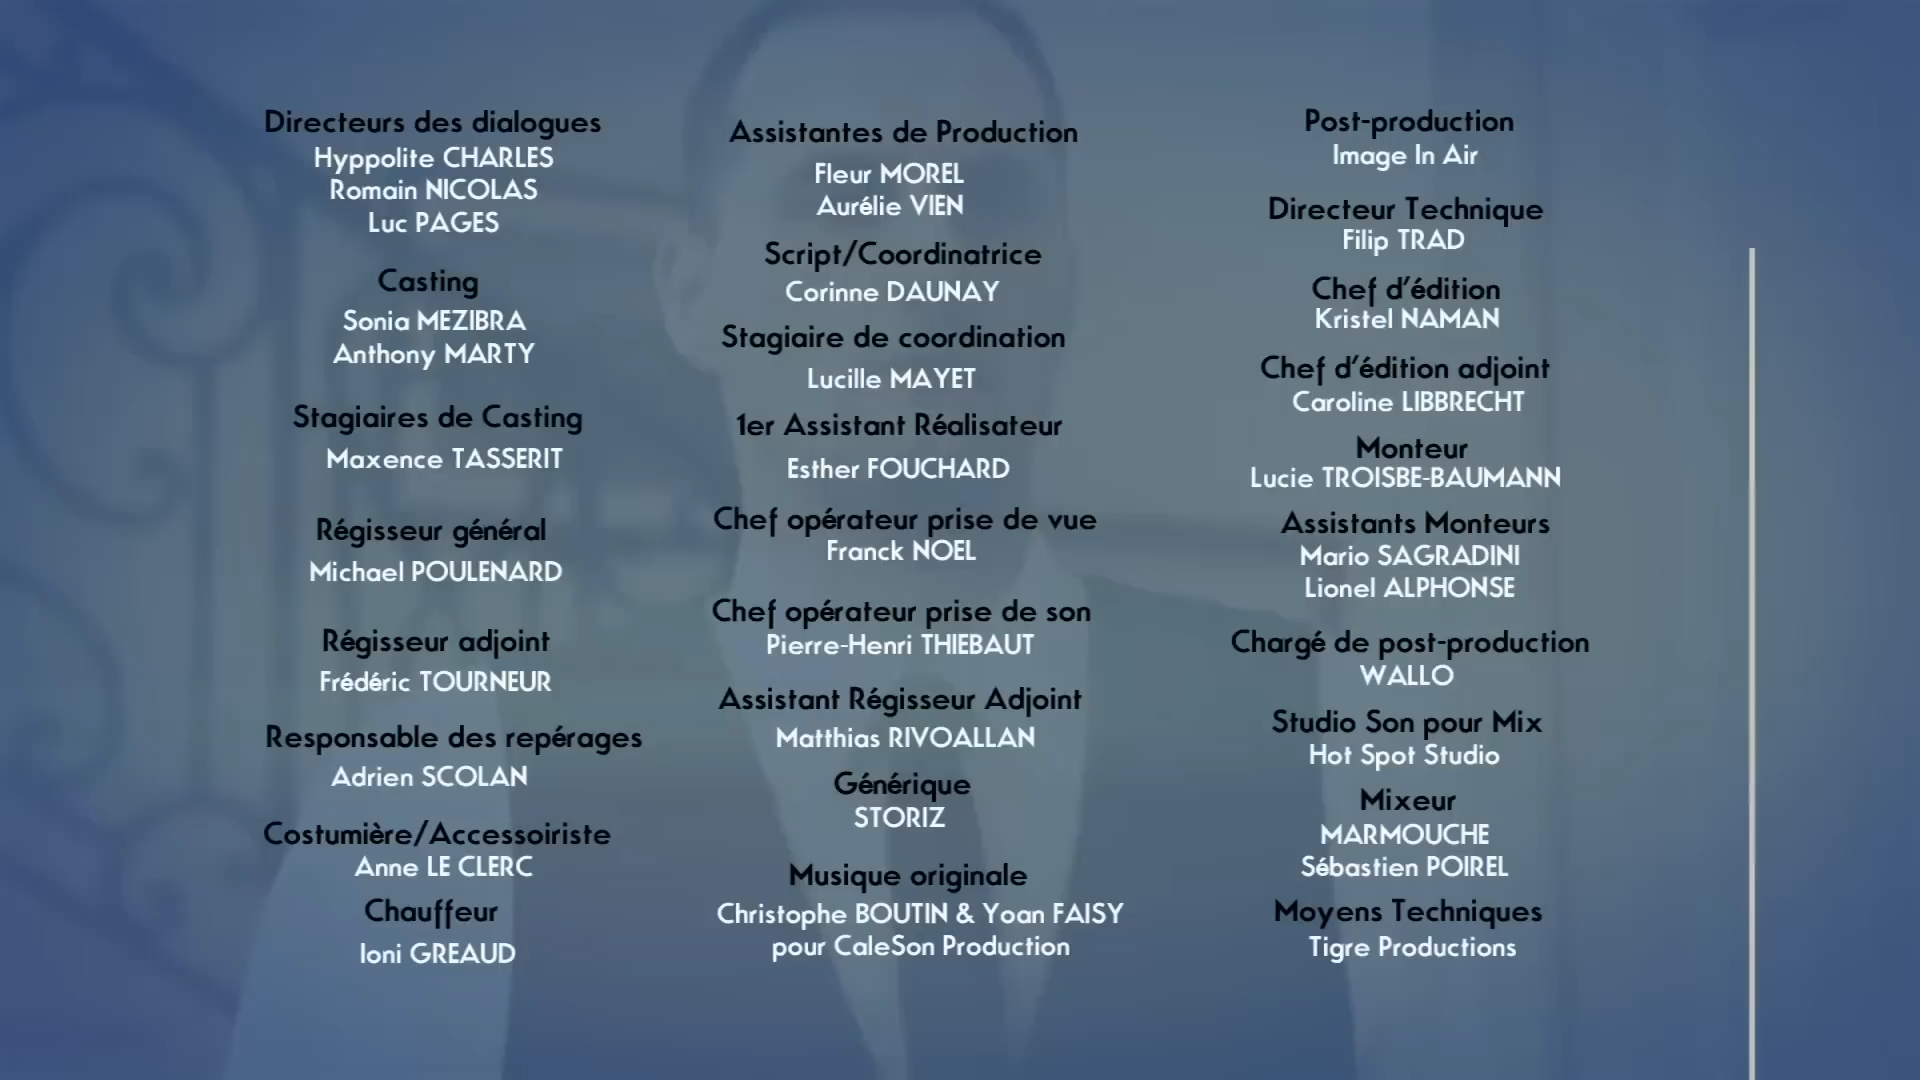 Directeurs des dialogues
Hyppolite CHARLES
Romain NICOLAS
Luc PAGES
Casting
Sonia MEZIBRA
Anthony MARTY
Stagiaires de Casting
Maxence TASSERIT
Régisseur général
Michael POULENARD
Régisseur adjoint
Frédéric TOURNEUR
Responsable des repérages
Adrien SCOLAN
Costumière/Accessoiriste
Anne LE CLERC
Chauffeur
Ioni GREAUD
Assistantes de Production
Fleur MOREL
Aurélie VIEN
Script/Coordinatrice
Corinne DAUNAY
Stagiaire de coordination
Lucille MAYET
1er Assistant Réalisateur
Esther FOUCHARD
Chef opérateur prise de vue
Franck NOEL
Chef opérateur prise de son
Pierre-Henri THIEBAUT
Assistant Régisseur Adjoint
Matthias RIVOALLAN
Générique
STORIZ
Musique originale
Christophe BOUTIN & Yoan FAISY
pour CaleSon Production
Post-production
Image In Air
Directeur Technique
Filip TRAD
Chef d'édition
Kristel NAMAN
Chef d'édition adjoint
Caroline LIBBRECHT
Monteur
Lucie TROISBE-BAUMANN
Assistants Monteurs
Mario SAGRADINI
Lionel ALPHONSE
Chargé de post-production
WALLO
Studio Son pour Mix
Hot Spot Studio
Mixeur
MARMOUCHE
Sébastien POIREL
Moyens Techniques
Tigre Productions